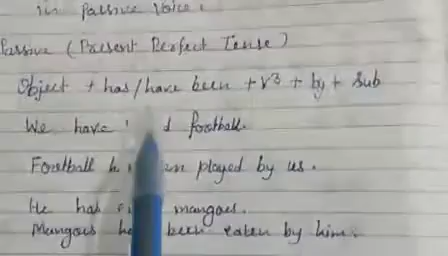 in passive voice.
Passive (Present Perfect Tense)
Object + has/have been + V3 + by + Sub
We have football.
Football played by us.
He has mangoes.
Mangoes been eaten by him.